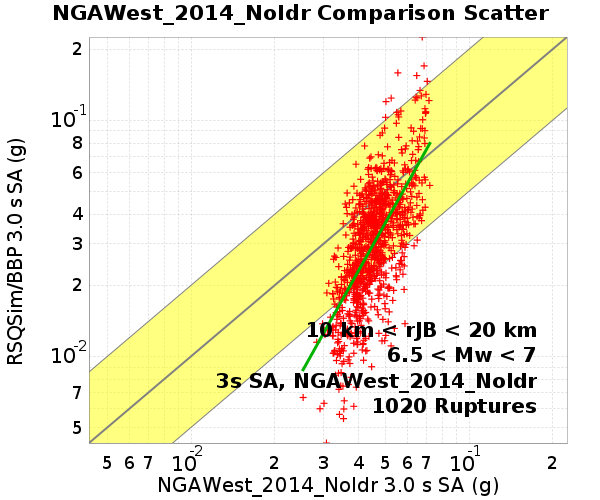 NGAWest_2014_NoIdr Comparison Scatter
RSQSim/BBP 3.0 s SA (g)
2
10-1
8
6
4
3
2
10-2
7
5
10 km < rJB < 20 km
6.5 < Mw < 7
3s SA, NGAWest_2014_NoIdr
1020 Ruptures
5 6 7 10-2 2 3 4 5 6 7 10-1 2
NGAWest_2014_NoIdr 3.0 s SA (g)